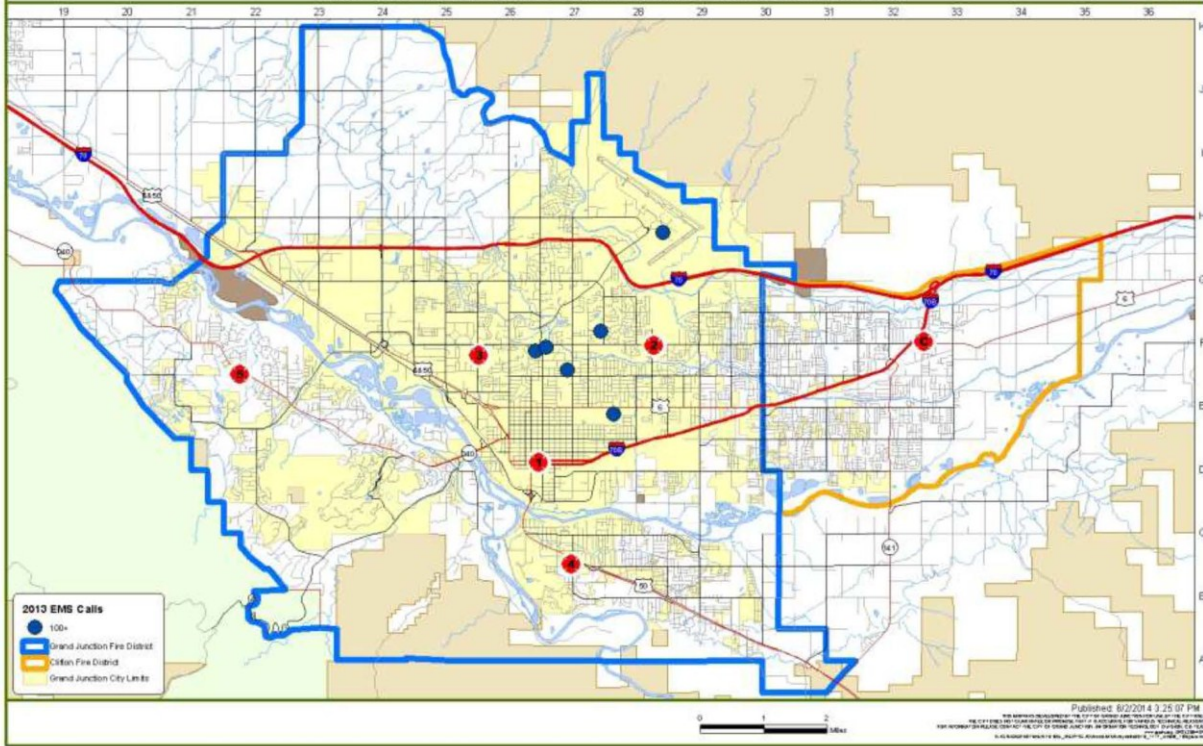 19 20 21 22 23 24 25 26 27 28 29 30 31 32 33 34 35 36
K
J
I
70
6&50
340
70
70
70
6
3
2
C
F
5
6&50
E
6
340
1
70B
D
C
141
4
50
B
A
2013 EMS Calls
100+
Grand Junction Fire District
Clifton Fire District
Grand Junction City Limits
0 1 2
Miles
Published: 6/2/2014 3:25:07 PM